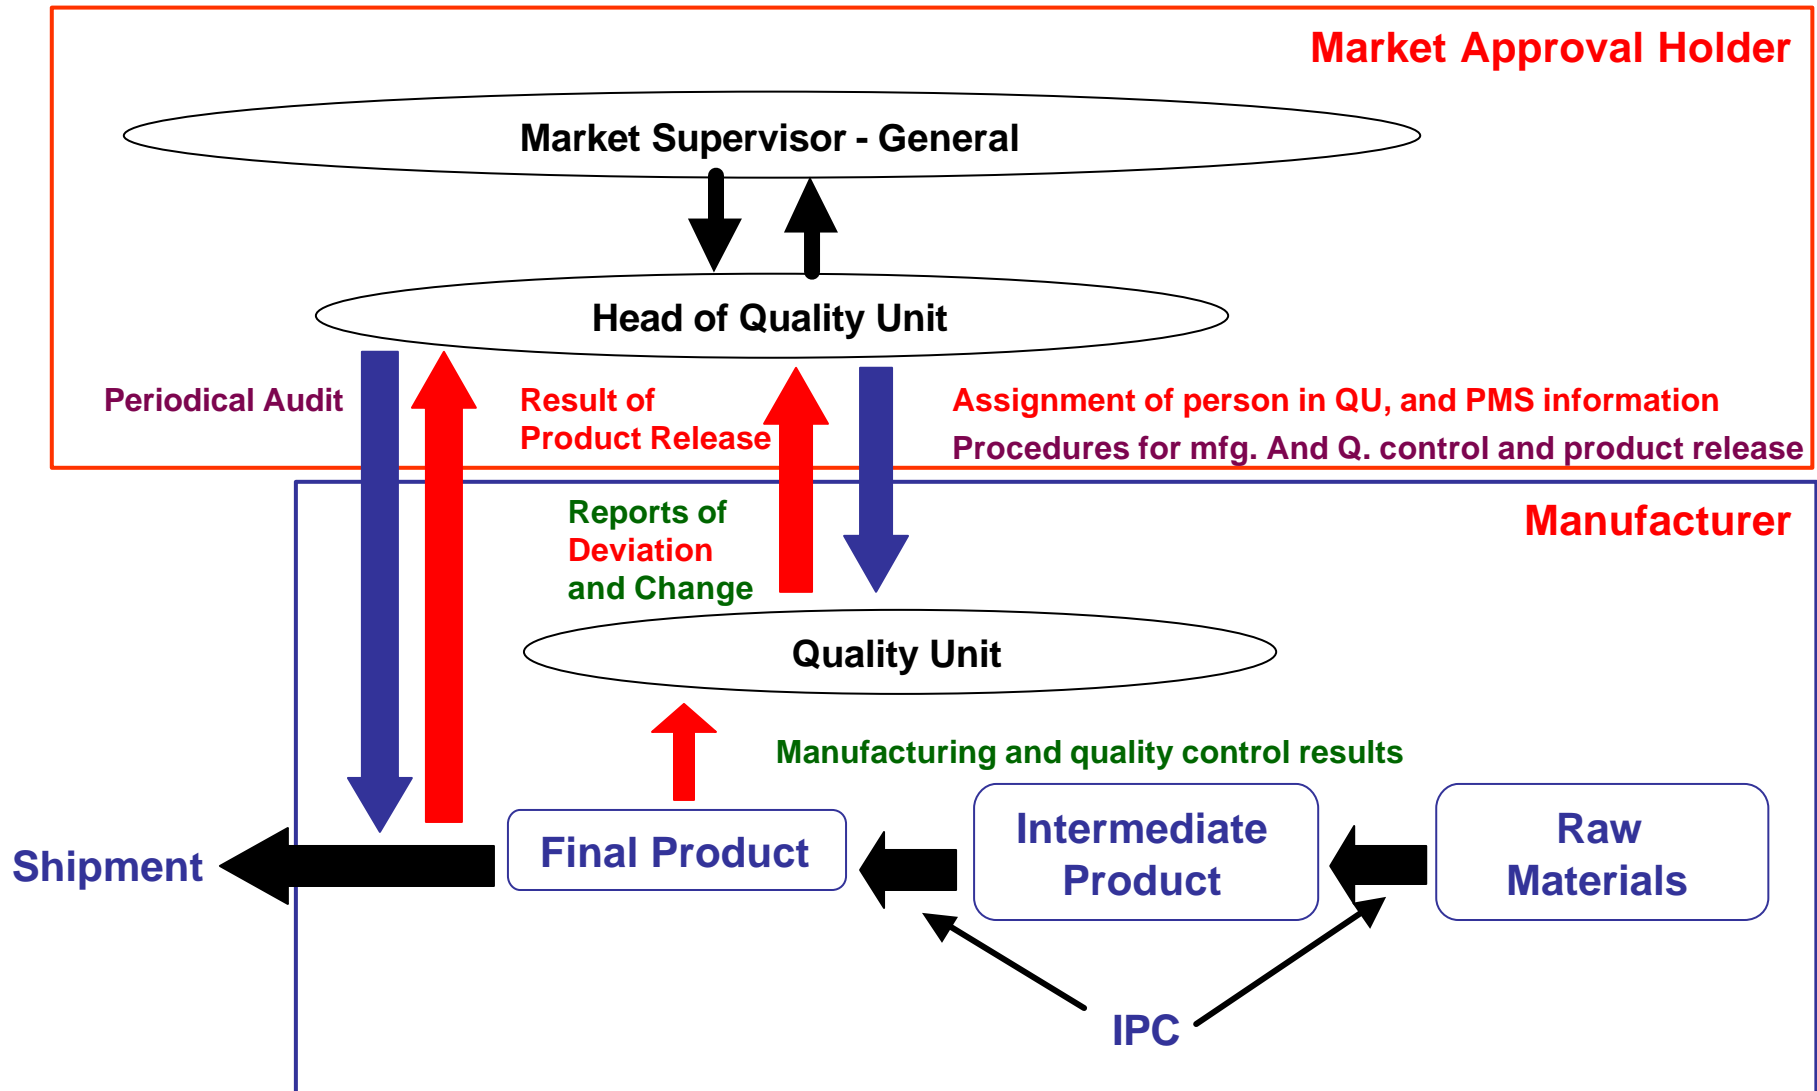 Market Approval Holder
Market Supervisor - General
Head of Quality Unit
Periodical Audit
Result of
Product Release
Assignment of person in QU, and PMS information
Procedures for mfg. And Q. control and product release
Manufacturer
Reports of
Deviation
and Change
Quality Unit
Manufacturing and quality control results
Shipment
Final Product
Intermediate
Product
Raw
Materials
IPC